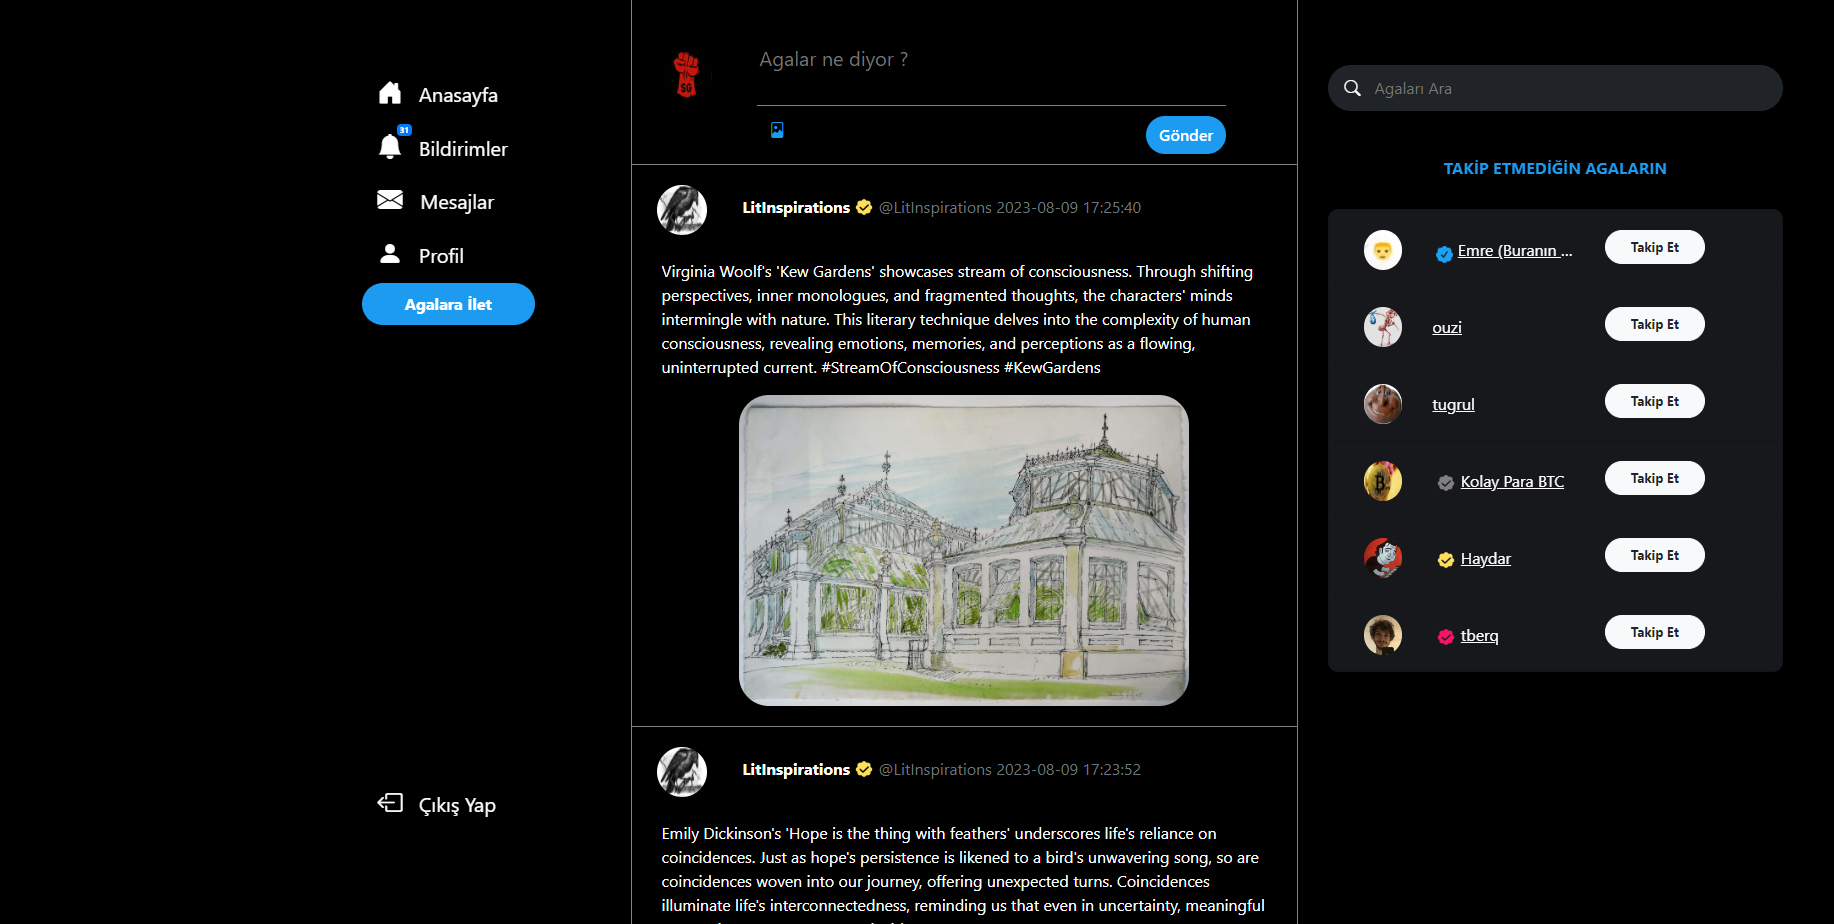 Anasayfa
31
Bildirimler
Mesajlar
Profil
Agalara İlet
Çıkış Yap
SG
Agalar ne diyor ?
Gönder
LitInspirations @LitInspirations 2023-08-09 17:25:40
Virginia Woolf's 'Kew Gardens' showcases stream of consciousness. Through shifting
perspectives, inner monologues, and fragmented thoughts, the characters' minds
intermingle with nature. This literary technique delves into the complexity of human
consciousness, revealing emotions, memories, and perceptions as a flowing,
uninterrupted current. #StreamOfConsciousness #KewGardens
LitInspirations @LitInspirations 2023-08-09 17:23:52
Emily Dickinson's 'Hope is the thing with feathers' underscores life's reliance on
coincidences. Just as hope's persistence is likened to a bird's unwavering song, so are
coincidences woven into our journey, offering unexpected turns. Coincidences
illuminate life's interconnectedness, reminding us that even in uncertainty, meaningful
Agaları Ara
TAKİP ETMEDİĞİN AGALARIN
Emre (Buranın ... Takip Et
ouzi Takip Et
tugrul Takip Et
Kolay Para BTC Takip Et
Haydar Takip Et
tberq Takip Et